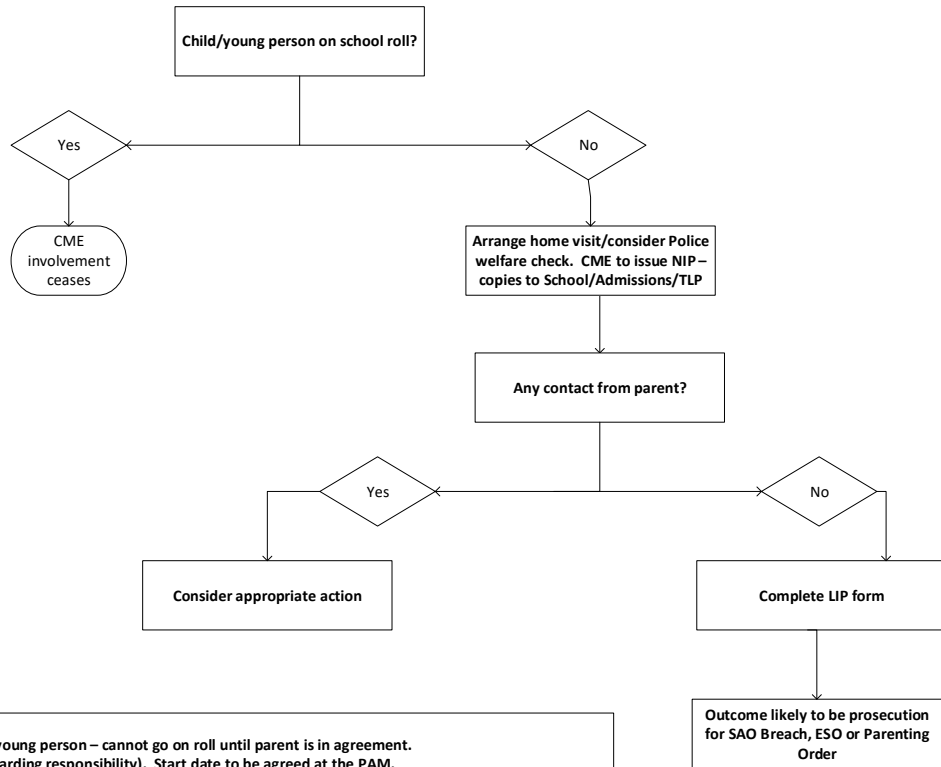 Child/young person on school roll?
Yes
No
CME
involvement
ceases
Arrange home visit/consider Police
welfare check.  CME to issue NIP –
copies to School/Admissions/TLP
Any contact from parent?
Yes
No
Consider appropriate action
Complete LIP form
Outcome likely to be prosecution
for SAO Breach, ESO or Parenting
Order
young person – cannot go on roll until parent is in agreement.
arding responsibility).  Start date to be agreed at the PAM.